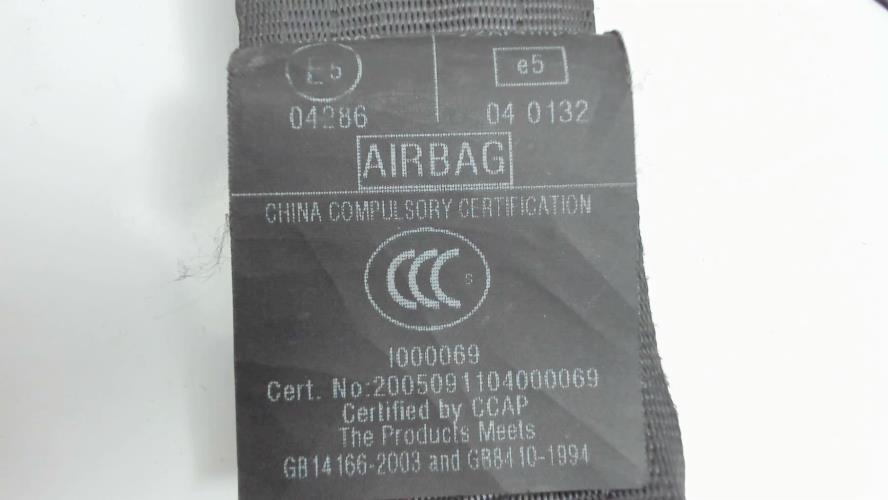 E5 e5
04286 04 0132
AIRBAG
CHINA COMPULSORY CERTIFICATION
CCC S
1000069
Cert. No:2005091104000069
Certified by CCAP
The Products Meets
GB14166-2003 and GB8410-1994